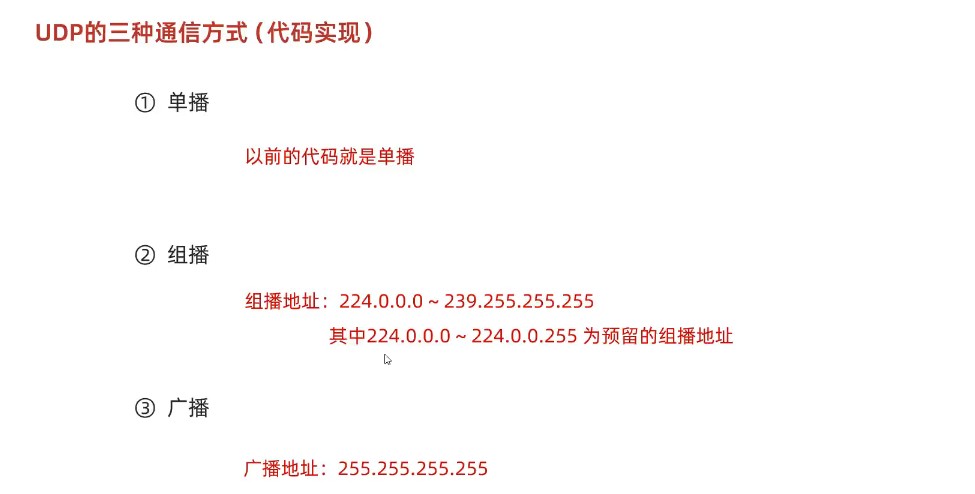 UDP的三种通信方式 (代码实现)
① 单播
以前的代码就是单播
② 组播
组播地址：224.0.0.0 ~ 239.255.255.255
其中224.0.0.0 ~ 224.0.0.255 为预留的组播地址
③ 广播
广播地址：255.255.255.255